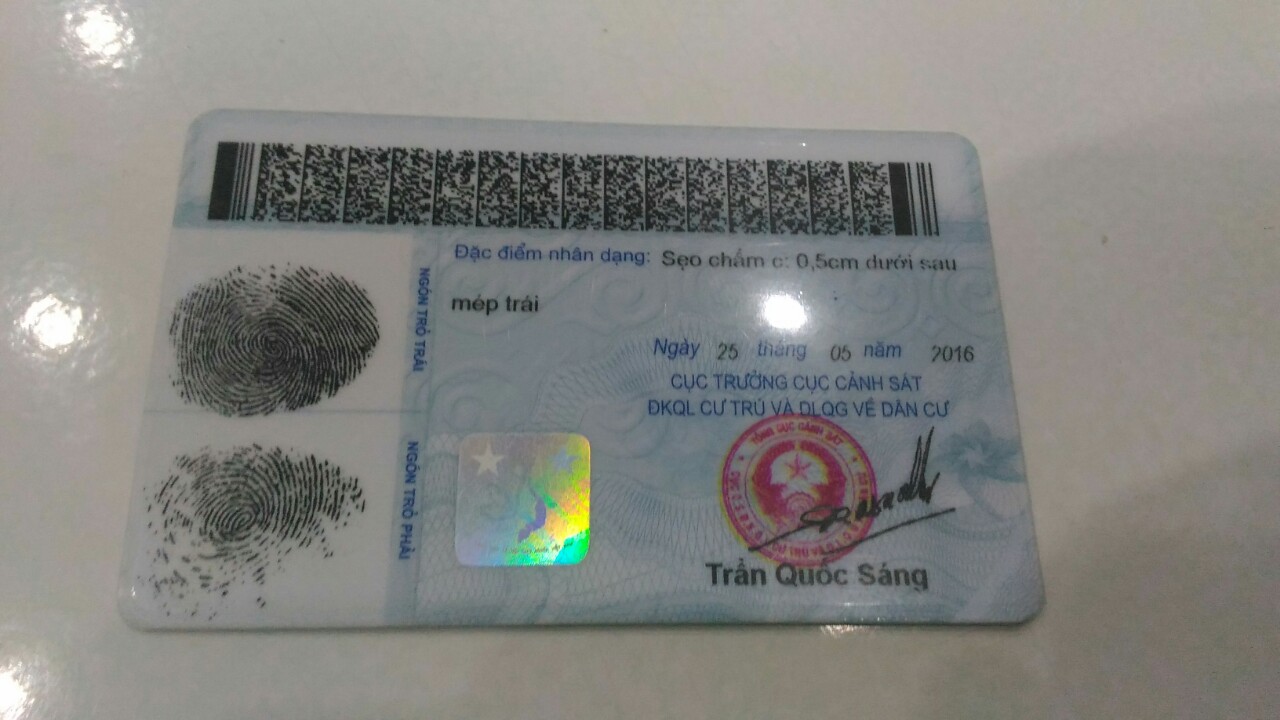 Đặc điểm nhân dạng: Sẹo chấm c: 0,5cm dưới sau
mép trái
NGÓN TRỎ TRÁI
Ngày 25 tháng 05 năm 2016
CỤC TRƯỞNG CỤC CẢNH SÁT
ĐKQL CƯ TRÚ VÀ DLQG VỀ DÂN CƯ
NGÓN TRỎ PHẢI
TỔNG CỤC CẢNH SÁT
Trần Quốc Sáng